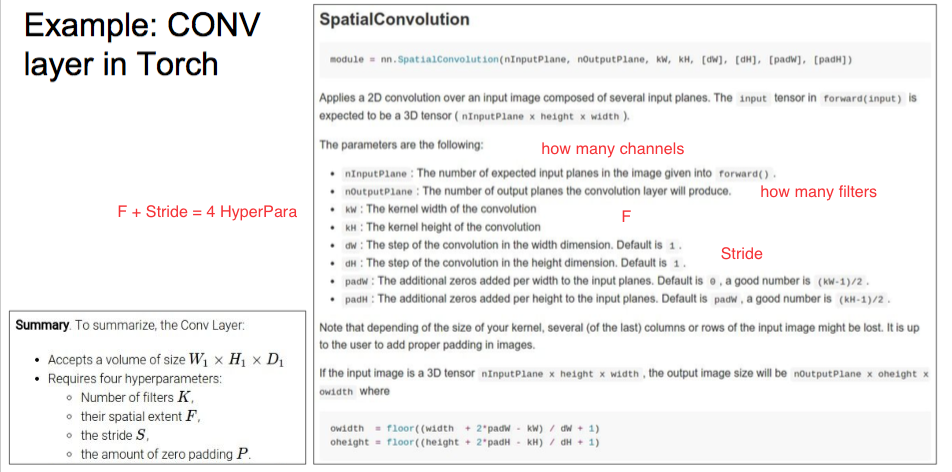 Example: CONV
layer in Torch
F + Stride = 4 HyperPara
Summary. To summarize, the Conv Layer:
• Accepts a volume of size W₁ × H₁ × D₁
• Requires four hyperparameters:
◦ Number of filters K,
◦ their spatial extent F,
◦ the stride S,
◦ the amount of zero padding P.
SpatialConvolution
module = nn.SpatialConvolution(nInputPlane, nOutputPlane, kW, kH, [dW], [dH], [padW], [padH])
Applies a 2D convolution over an input image composed of several input planes. The input tensor in forward(input) is
expected to be a 3D tensor ( nInputPlane x height x width ).
The parameters are the following:
how many channels
• nInputPlane : The number of expected input planes in the image given into forward() .
• nOutputPlane : The number of output planes the convolution layer will produce.
how many filters
• kW : The kernel width of the convolution
F
• kH : The kernel height of the convolution
• dW : The step of the convolution in the width dimension. Default is 1 .
Stride
• dH : The step of the convolution in the height dimension. Default is 1 .
• padW : The additional zeros added per width to the input planes. Default is 0 , a good number is (kW-1)/2 .
• padH : The additional zeros added per height to the input planes. Default is padW , a good number is (kH-1)/2 .
Note that depending of the size of your kernel, several (of the last) columns or rows of the input image might be lost. It is up
to the user to add proper padding in images.
If the input image is a 3D tensor nInputPlane x height x width , the output image size will be nOutputPlane x oheight x
owidth where
owidth = floor((width + 2*padW - kW) / dW + 1)
oheight = floor((height + 2*padH - kH) / dH + 1)